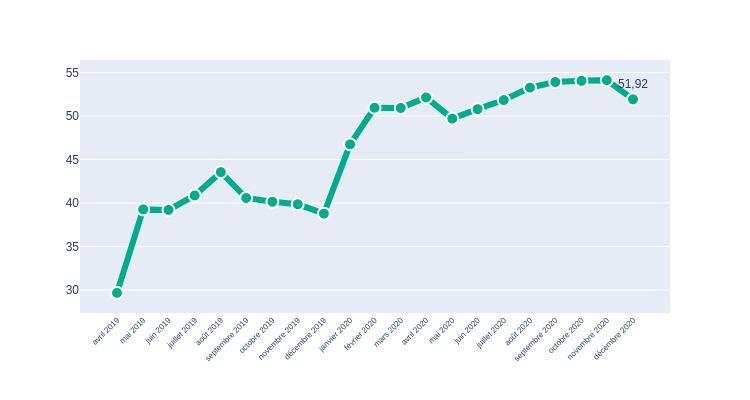 55
51,92
50
45
40
35
30
avril 2019
mai 2019
juin 2019
juillet 2019
août 2019
septembre 2019
octobre 2019
novembre 2019
décembre 2019
janvier 2020
février 2020
mars 2020
avril 2020
mai 2020
juin 2020
juillet 2020
août 2020
septembre 2020
octobre 2020
novembre 2020
décembre 2020